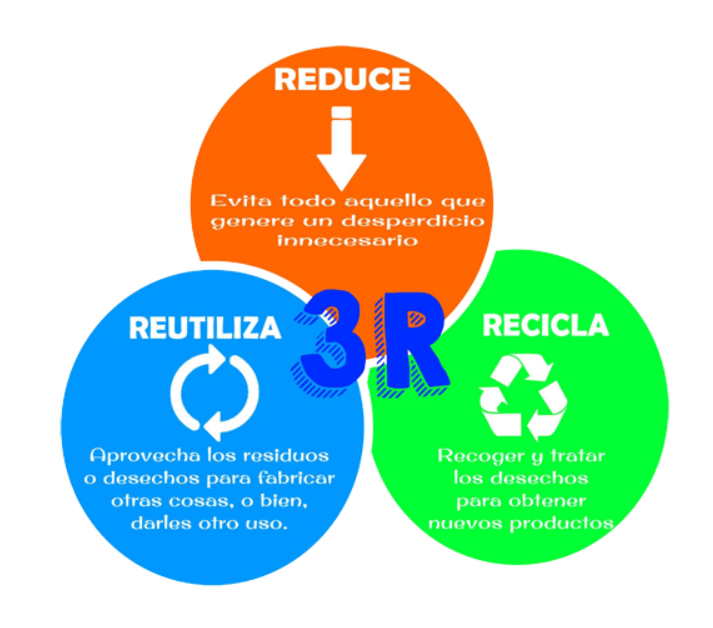 REDUCE
Evita todo aquello que
genere un desperdicio
innecesario
3R
REUTILIZA
Aprovecha los residuos
o desechos para fabricar
otras cosas, o bien,
darles otro uso.
RECICLA
Recoger y tratar
los desechos
para obtener
nuevos productos